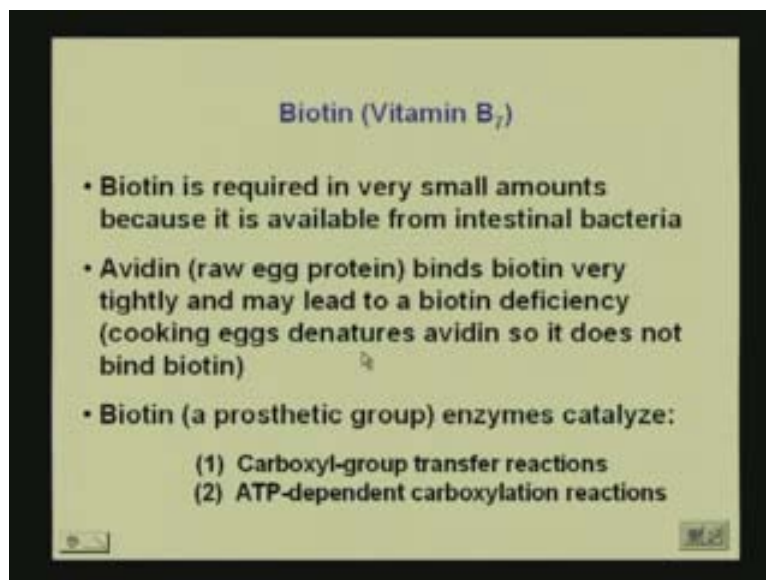 Biotin (Vitamin B7)
• Biotin is required in very small amounts
because it is available from intestinal bacteria
• Avidin (raw egg protein) binds biotin very
tightly and may lead to a biotin deficiency
(cooking eggs denatures avidin so it does not
bind biotin)
• Biotin (a prosthetic group) enzymes catalyze:
(1) Carboxyl-group transfer reactions
(2) ATP-dependent carboxylation reactions